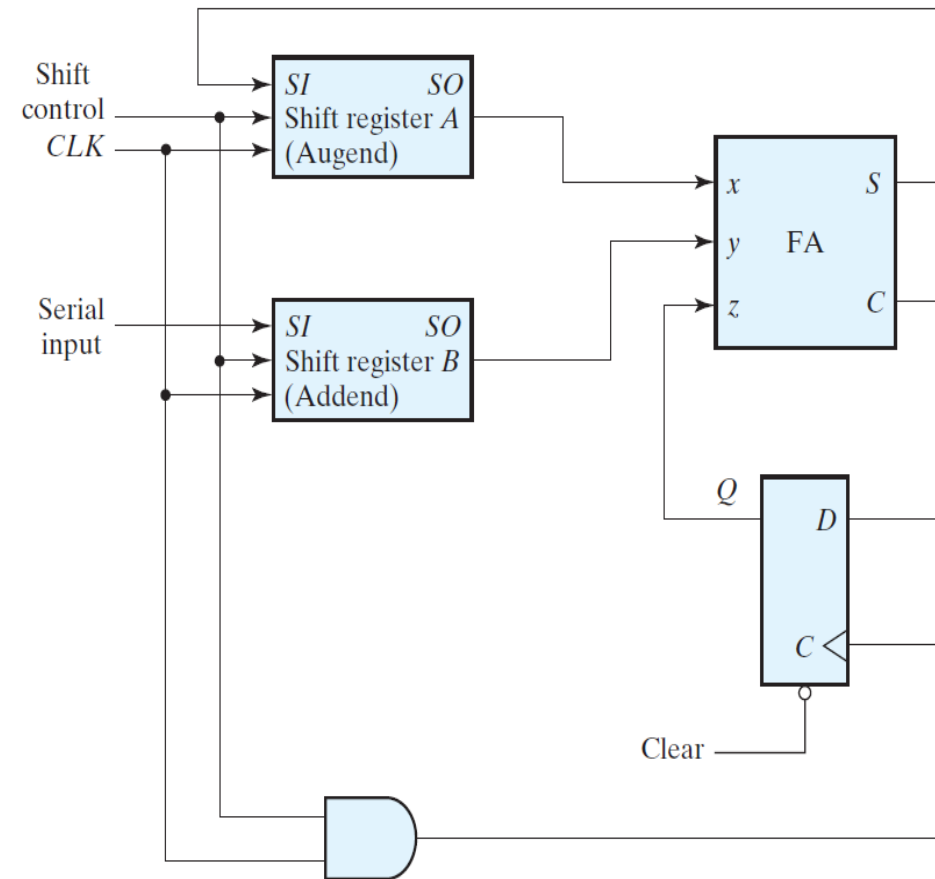 Shift
control
CLK
SI SO
Shift register A
(Augend)
Serial
input
SI SO
Shift register B
(Addend)
x S
y FA
z C
Q
D
C
Clear